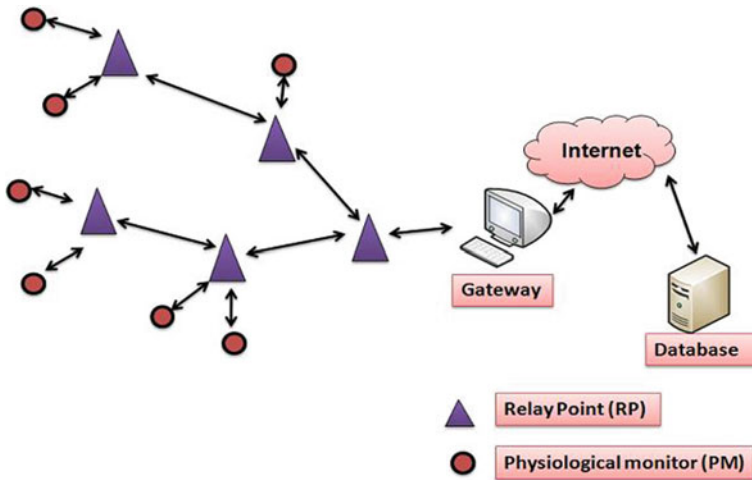 Internet
Gateway
Database
Relay Point (RP)
Physiological monitor (PM)